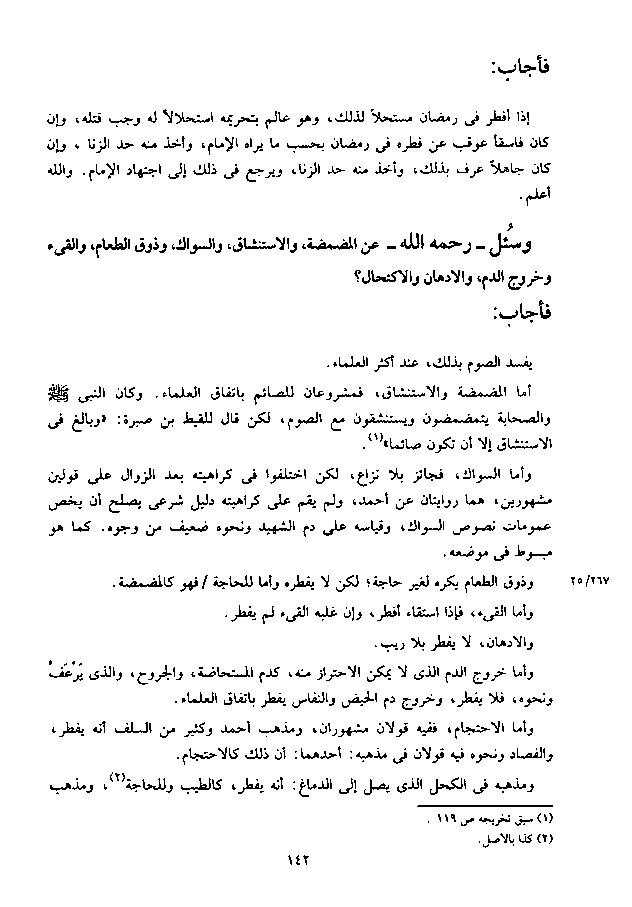 فأجاب:
إذا أفطر فى رمضان مستحلاً لذلك، وهو عالم بتحريمه استحلالاً له وجب قتله، وإن
كان فاسقاً عوقب عن فطره فى رمضان بحسب ما يراه الإمام، وأخذ منه حد الزنا ، وإن
كان جاهلاً عرف بذلك، وأخذ منه حد الزنا، ويرجع فى ذلك إلى اجتهاد الإمام. والله
أعلم.
وسُئل ــ رحمه الله ــ عن المضمضة، والاستنشاق، والسواك، وذوق الطعام، والقىء
وخروج الدم، والادهان والاكتحال؟
فأجاب:
يفسد الصوم بذلك، عند أكثر العلماء.
أما المضمضة والاستنشاق، فمشروعان للصائم باتفاق العلماء. وكان النبى ﷺ
والصحابة يتمضمضون ويستنشقون مع الصوم، لكن قال للقيط بن صبرة: «وبالغ فى
الاستنشاق إلا أن تكون صائما»(١).
وأما السواك، فجائز بلا نزاع، لكن اختلفوا فى كراهيته بعد الزوال على قولين
مشهورين، هما روايتان عن أحمد، ولم يقم على كراهيته دليل شرعى يصلح أن يخص
عمومات نصوص السواك، وقياسه على دم الشهيد ونحوه ضعيف من وجوه. كما هو
مبسوط فى موضعه.
وذوق الطعام يكره لغير حاجة؛ لكن لا يفطره وأما للحاجة / فهو كالمضمضة. ٢٥/٢٦٧
وأما القىء، فإذا استقاء أفطر، وإن غلبه القىء لم يفطر.
والادهان، لا يفطر بلا ريب.
وأما خروج الدم الذى لا يمكن الاحتراز منه، كدم المستحاضة، والجروح، والذى يَرْعَفْ
ونحوه، فلا يفطر، وخروج دم الحيض والنفاس يفطر باتفاق العلماء.
وأما الاحتجام، ففيه قولان مشهوران، ومذهب أحمد وكثير من السلف أنه يفطر،
والفصاد ونحوه فيه قولان فى مذهبه: أحدهما: أن ذلك كالاحتجام.
ومذهبه فى الكحل الذى يصل إلى الدماغ: أنه يفطر، كالطيب وللحاجة(٢)، ومذهب
(١) سبق تخريجه ص ١١٩ .
(٢) كذا بالأصل.
١٤٢